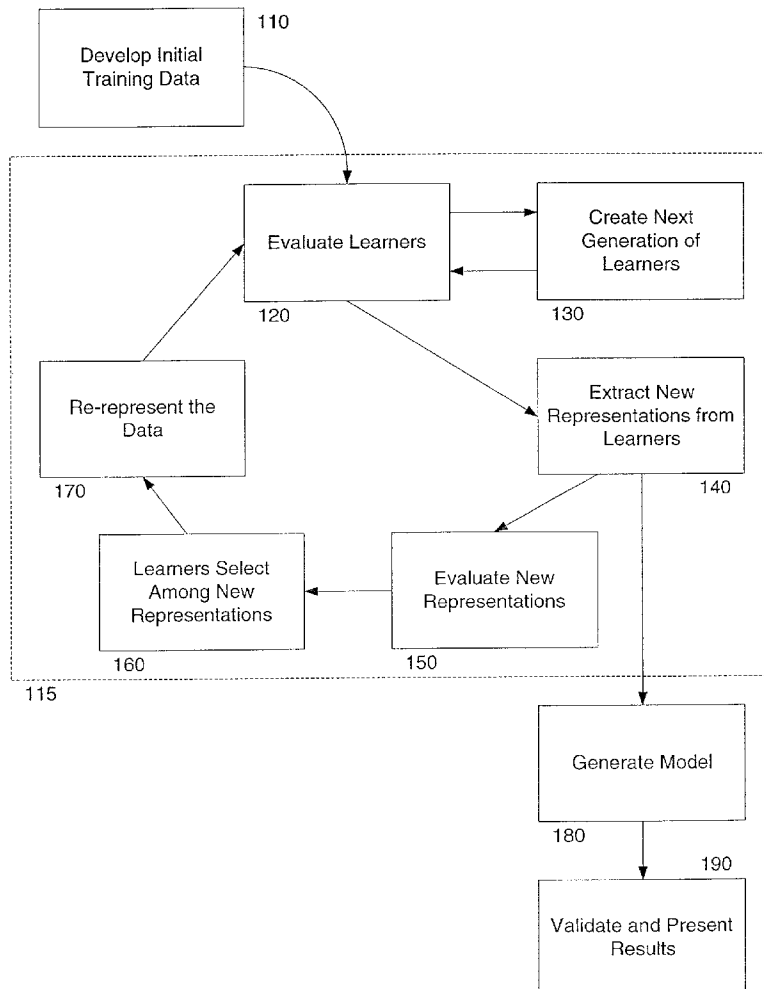 110
Develop Initial
Training Data
Evaluate Learners
120
Create Next
Generation of
Learners
130
Re-represent the
Data
170
Extract New
Representations from
Learners
140
Learners Select
Among New
Representations
160
Evaluate New
Representations
150
115
Generate Model
180
190
Validate and Present
Results